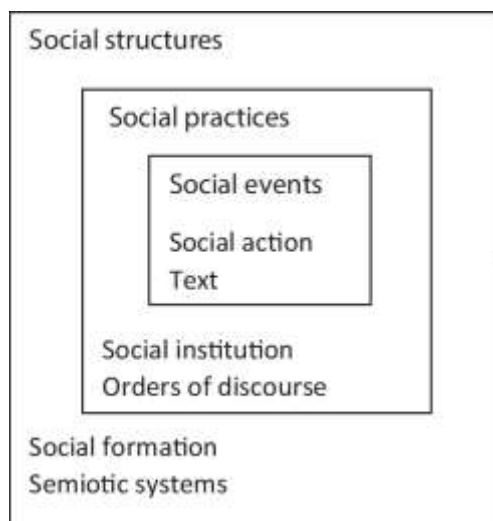 Social structures
Social practices
Social events
Social action
Text
Social institution
Orders of discourse
Social formation
Semiotic systems